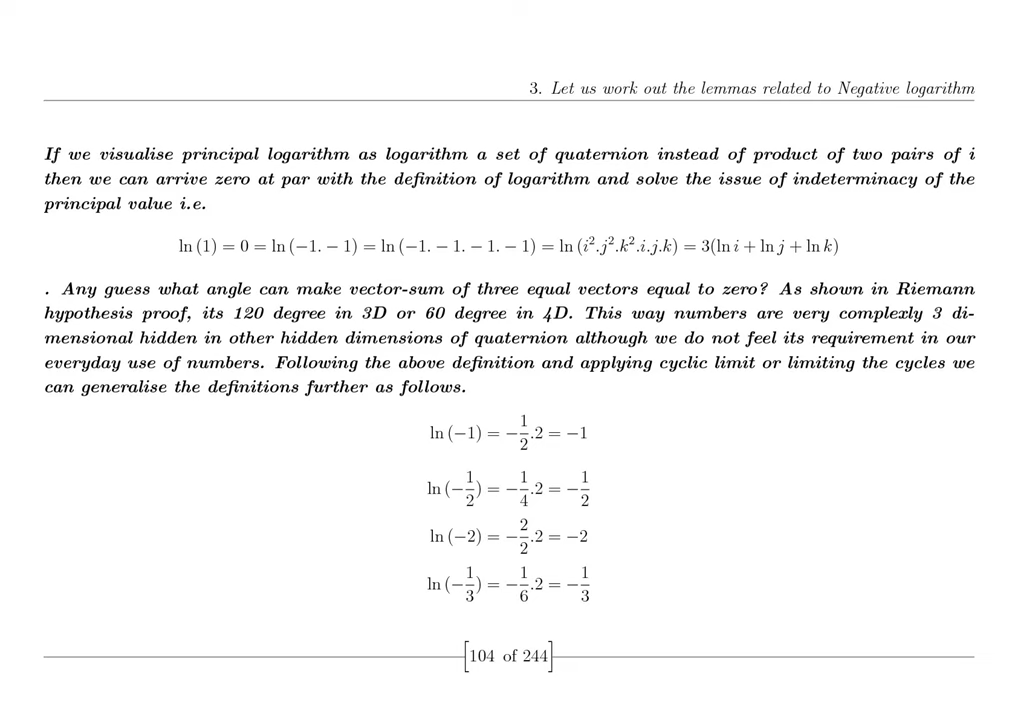 3. Let us work out the lemmas related to Negative logarithm
If we visualise principal logarithm as logarithm a set of quaternion instead of product of two pairs of i
then we can arrive zero at par with the definition of logarithm and solve the issue of indeterminacy of the
principal value i.e.
ln (1) = 0 = ln (−1. − 1) = ln (−1. − 1. − 1. − 1) = ln (i².j².k².i.j.k) = 3(ln i + ln j + ln k)
. Any guess what angle can make vector-sum of three equal vectors equal to zero? As shown in Riemann
hypothesis proof, its 120 degree in 3D or 60 degree in 4D. This way numbers are very complexly 3 di-
mensional hidden in other hidden dimensions of quaternion although we do not feel its requirement in our
everyday use of numbers. Following the above definition and applying cyclic limit or limiting the cycles we
can generalise the definitions further as follows.
ln (−1) = −1/2.2 = −1
ln (−1/2) = −1/4.2 = −1/2
ln (−2) = −2/2.2 = −2
ln (−1/3) = −1/6.2 = −1/3
[104 of 244]